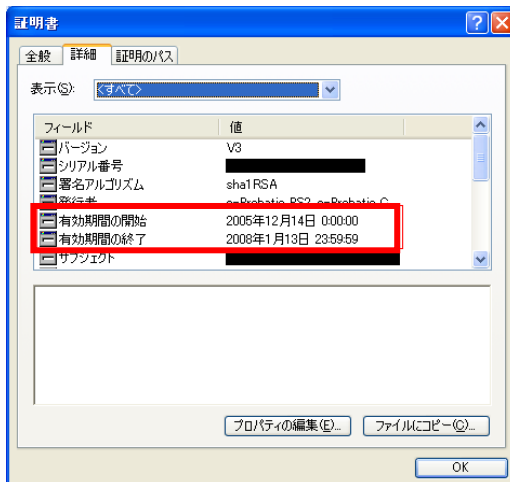 証明書
全般 詳細 証明のパス
表示(S): <すべて>
フィールド 値
バージョン V3
シリアル番号
署名アルゴリズム sha1RSA
発行者
有効期間の開始 2005年12月14日 0:00:00
有効期間の終了 2008年1月13日 23:59:59
サブジェクト
プロパティの編集(E)... ファイルにコピー(C)...
OK